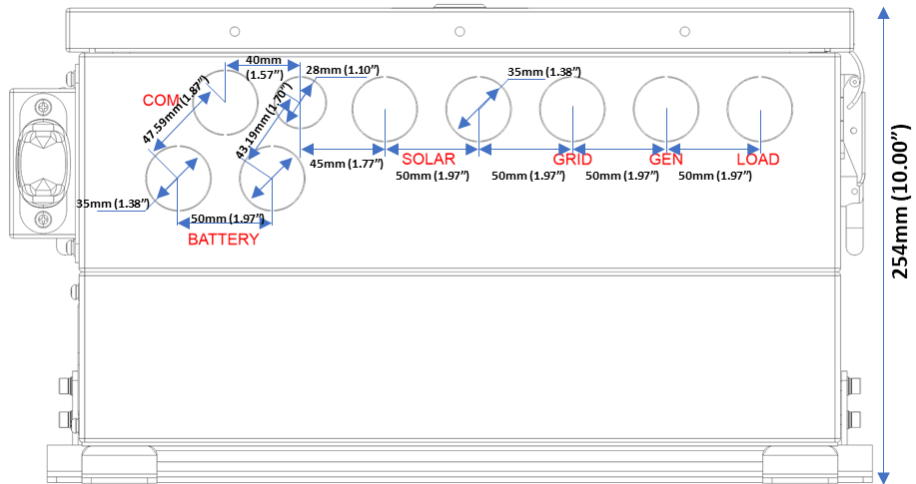 40mm
(1.57”)
28mm (1.10”)
35mm (1.38”)
COM
47.59mm(1.87”)
43.19mm(1.70”)
45mm (1.77”)
SOLAR
GRID
GEN
LOAD
50mm (1.97”)
50mm (1.97”)
50mm (1.97”)
50mm (1.97”)
35mm (1.38”)
50mm (1.97”)
BATTERY
254mm (10.00”)